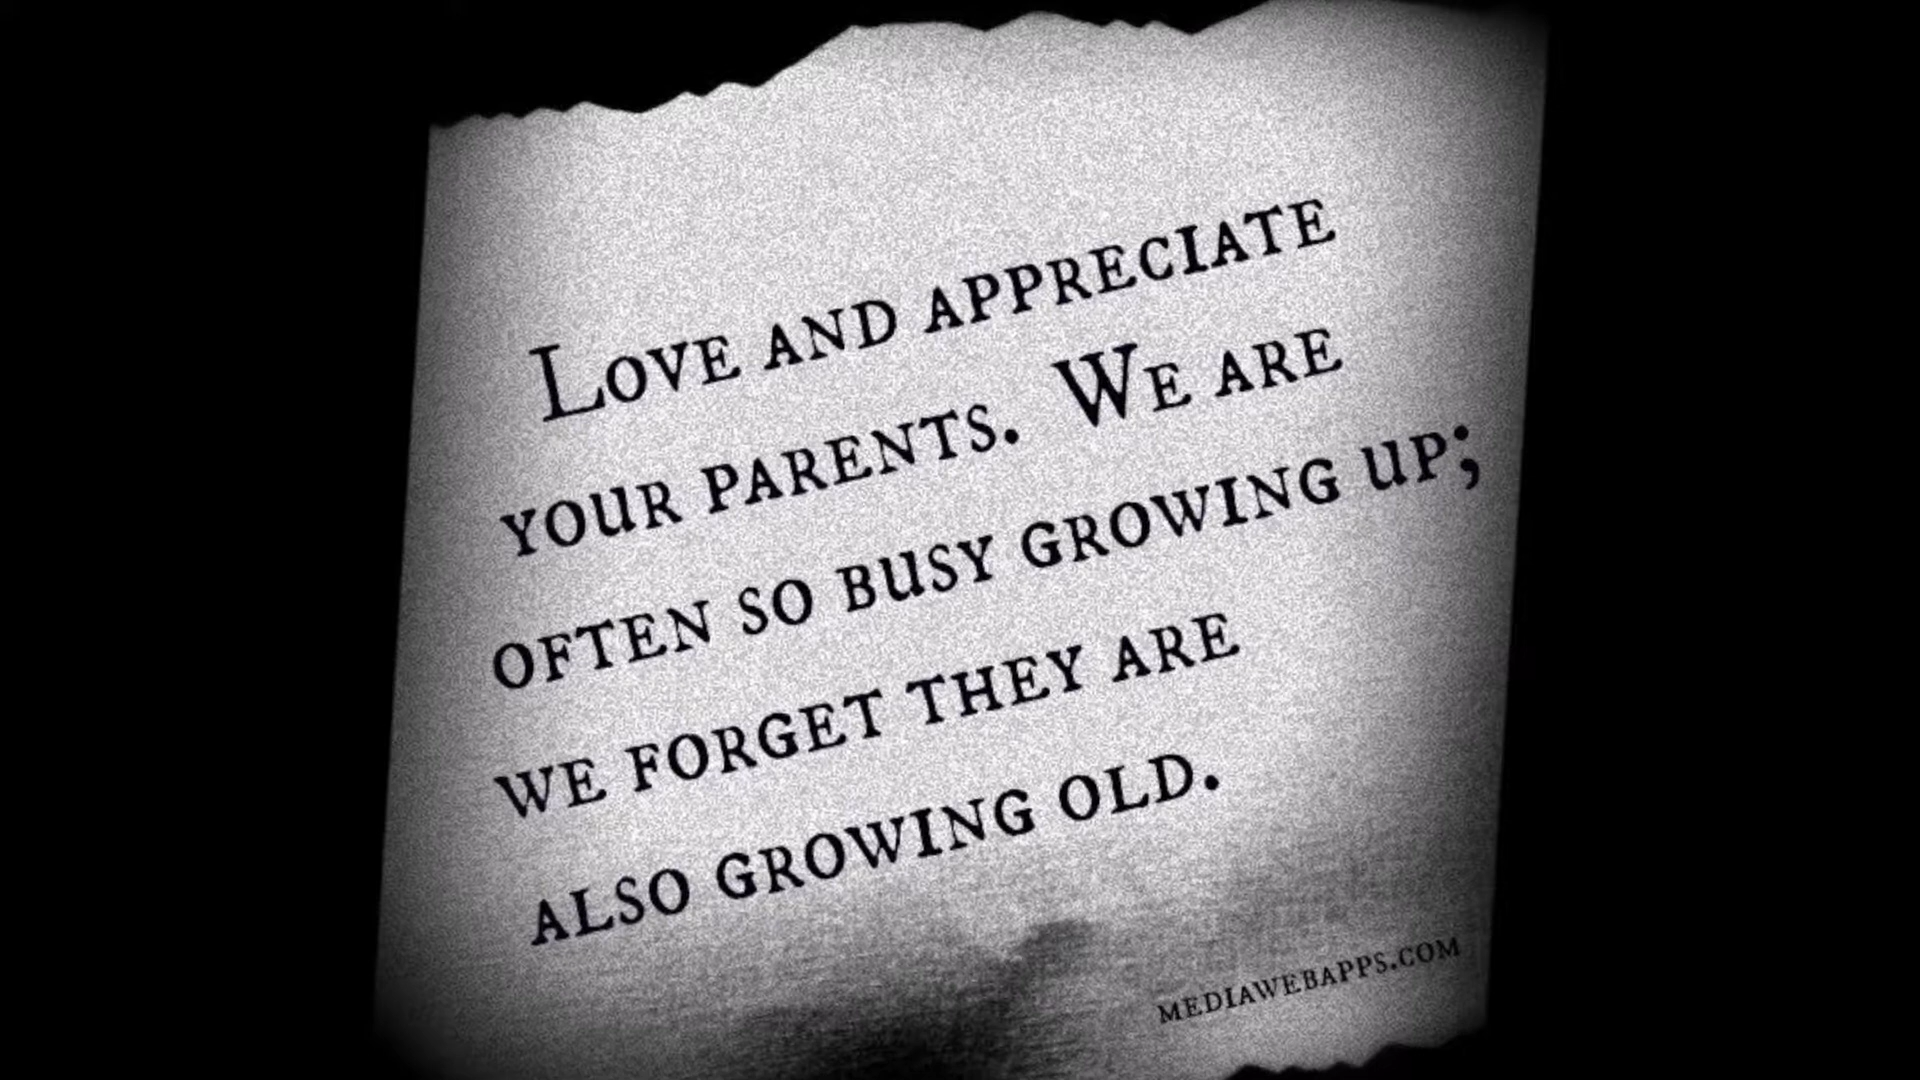 Love and appreciate
your parents. We are
often so busy growing up;
we forget they are
also growing old.
mediawebapps.com